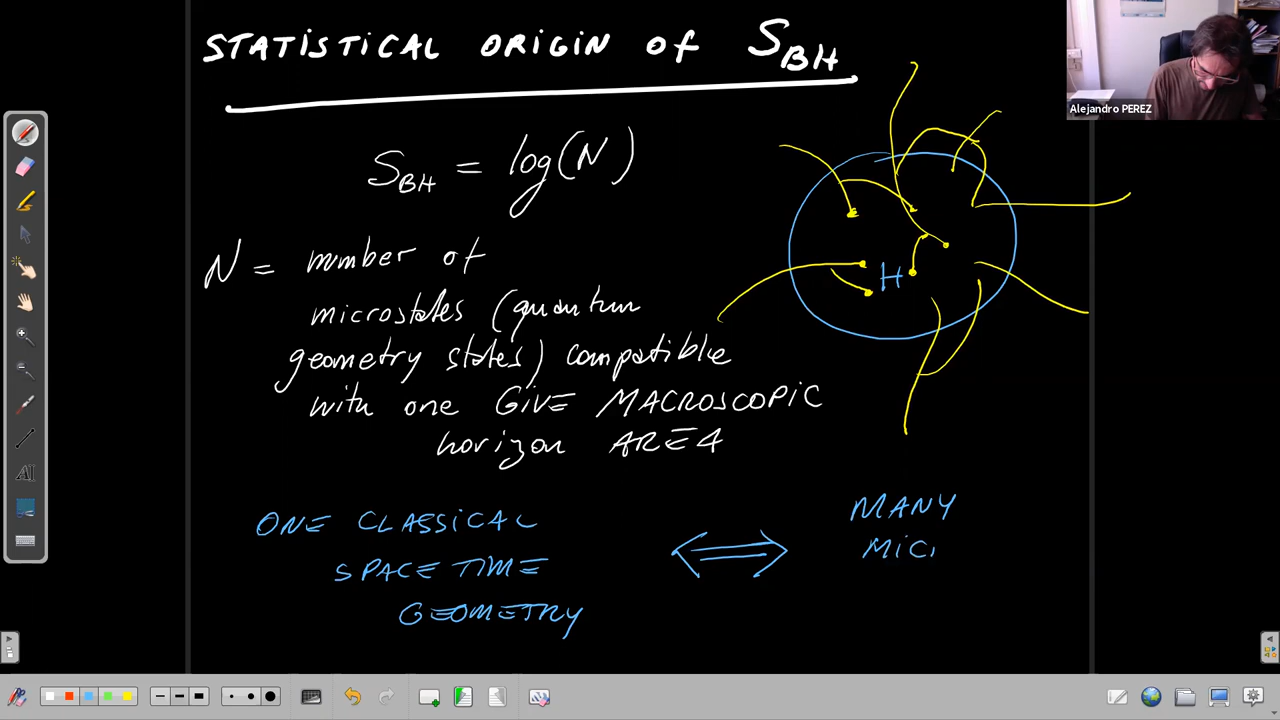 STATISTICAL ORIGIN OF S_BH
Alejandro PEREZ
S_BH = log(N)
N = number of
microstates (quantum
geometry states) compatible
with one GIVE MACROSCOPIC
horizon AREA
H
ONE CLASSICAL
SPACE TIME
GEOMETRY
MANY
MIC